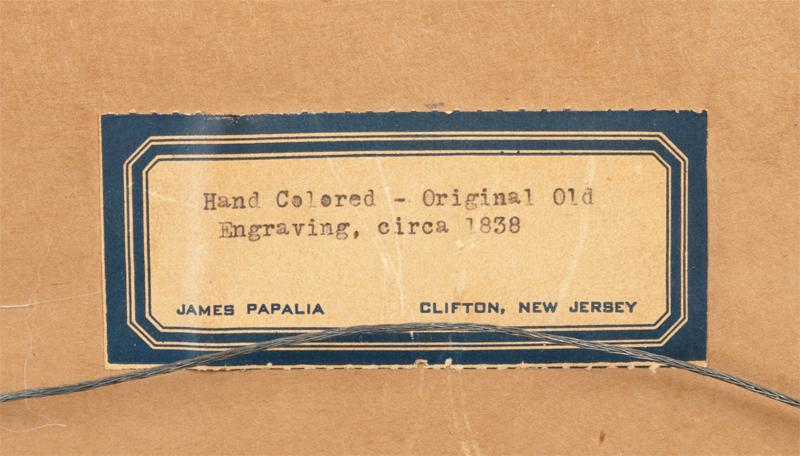 Hand Colored - Original Old
Engraving, circa 1838
JAMES PAPALIA CLIFTON, NEW JERSEY